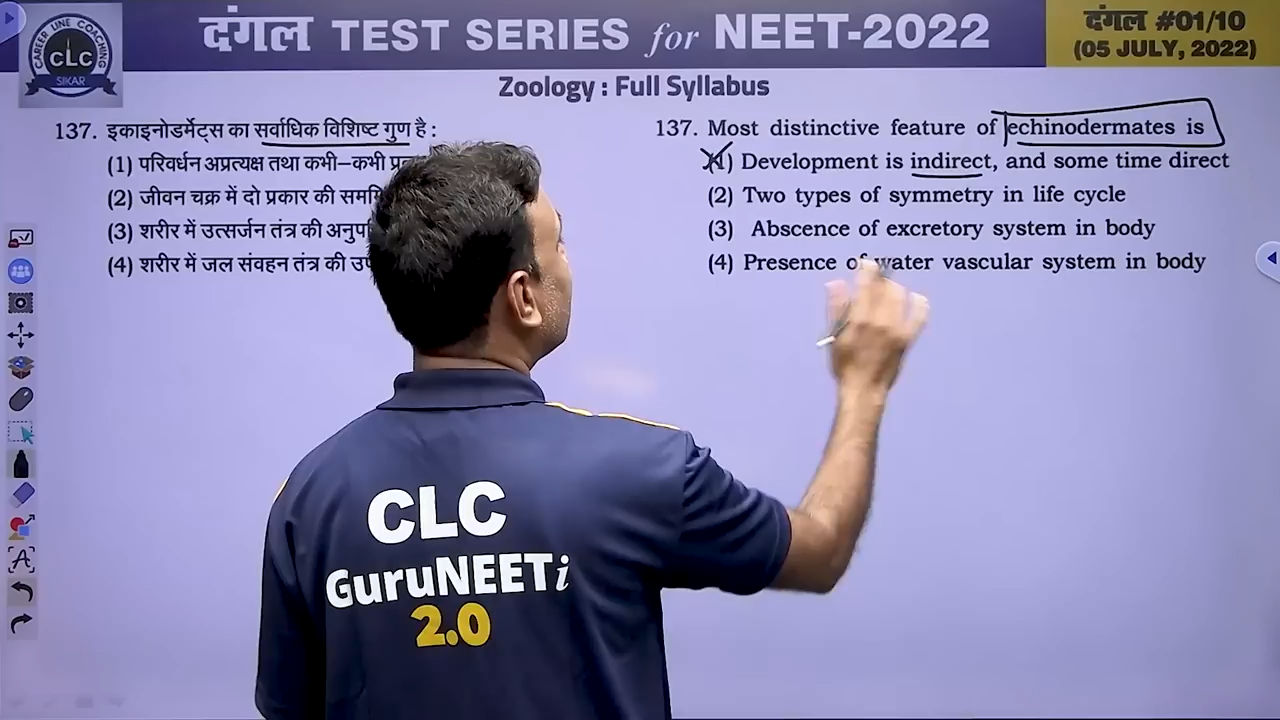 CAREER LINE COACHING
CLC
SIKAR
दंगल TEST SERIES for NEET-2022
दंगल #01/10
(05 JULY, 2022)
Zoology : Full Syllabus
137. इकाइनोडर्मेट्स का सर्वाधिक विशिष्ट गुण है :
(1) परिवर्धन अप्रत्यक्ष तथा कभी–कभी
(2) जीवन चक्र में दो प्रकार की
(3) शरीर में उत्सर्जन तंत्र की
(4) शरीर में जल संवहन तंत्र की
137. Most distinctive feature of echinodermates is
(1) Development is indirect, and some time direct
(2) Two types of symmetry in life cycle
(3) Abscence of excretory system in body
(4) Presence of water vascular system in body
CLC
GuruNEETi
2.0